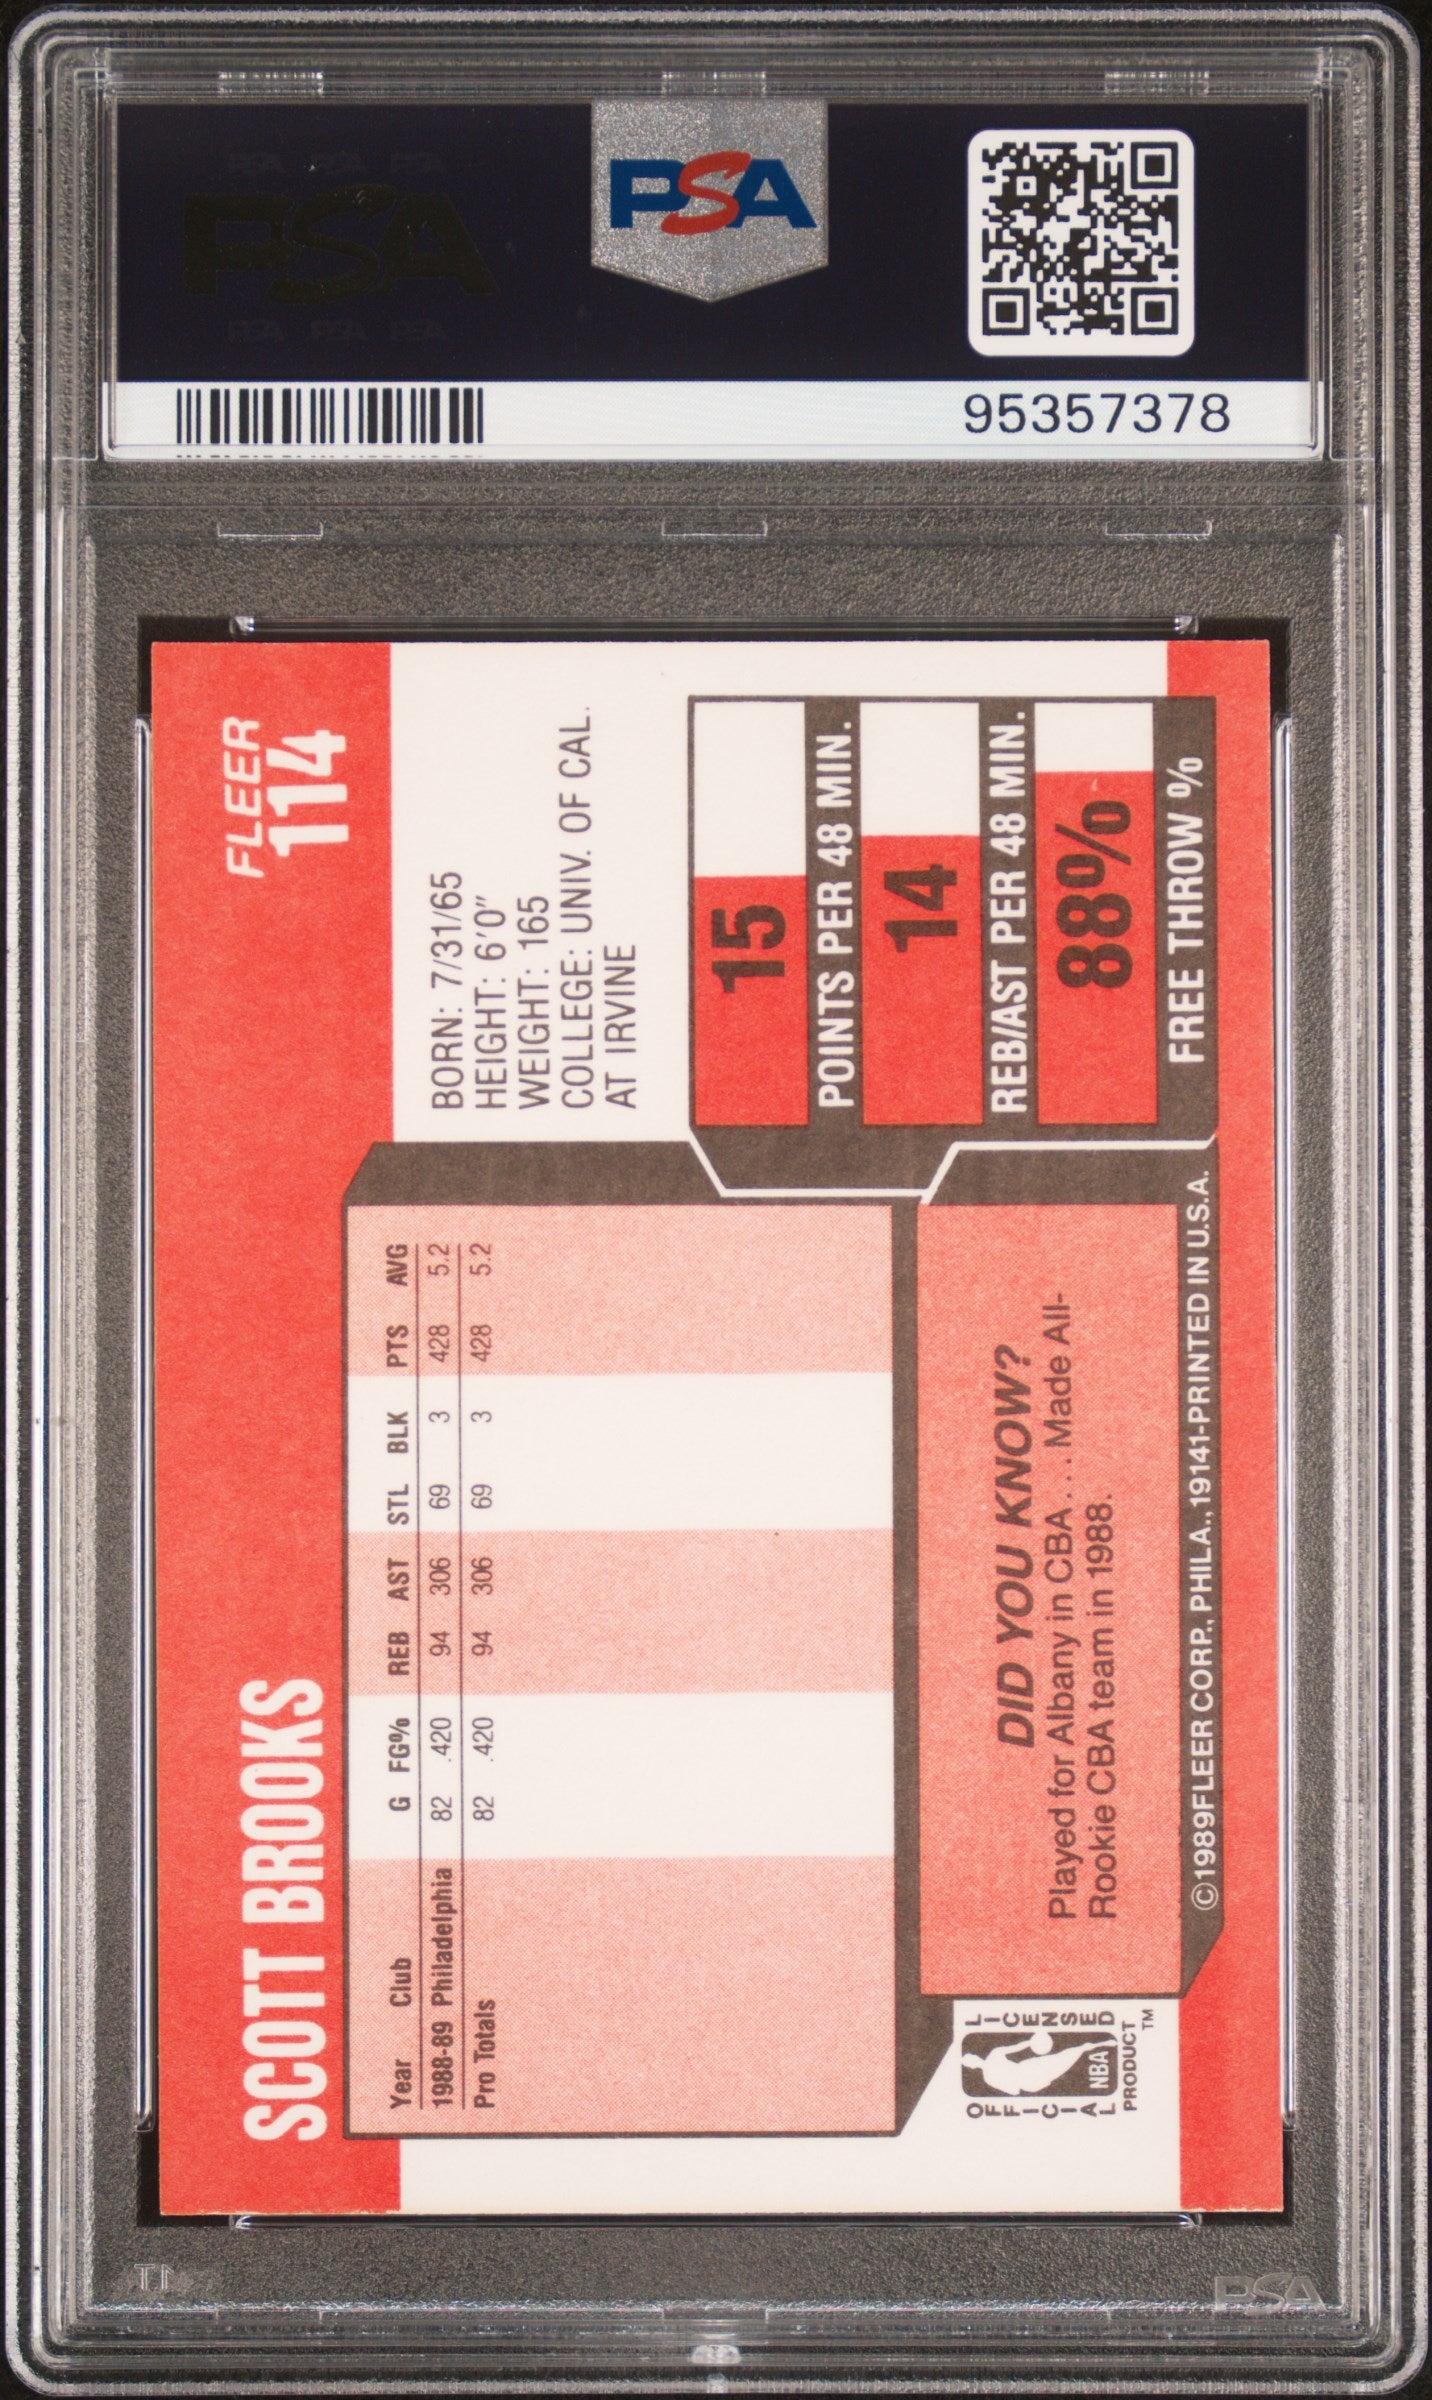 PSA
PSA
95357378
SCOTT BROOKS
FLEER
114
Year Club G FG% REB AST STL BLK PTS AVG
1988-89 Philadelphia 82 .420 94 306 69 3 428 5.2
Pro Totals 82 .420 94 306 69 3 428 5.2
BORN: 7/31/65
HEIGHT: 6'0"
WEIGHT: 165
COLLEGE: UNIV. OF CAL.
AT IRVINE
15
POINTS PER 48 MIN.
14
REB/AST PER 48 MIN.
88%
FREE THROW %
DID YOU KNOW?
Played for Albany in CBA... Made All-
Rookie CBA team in 1988.
OFFICIAL LICENSED
NBA
PRODUCT
TM
©1989FLEER CORP., PHILA., 19141-PRINTED IN U.S.A.
PSA